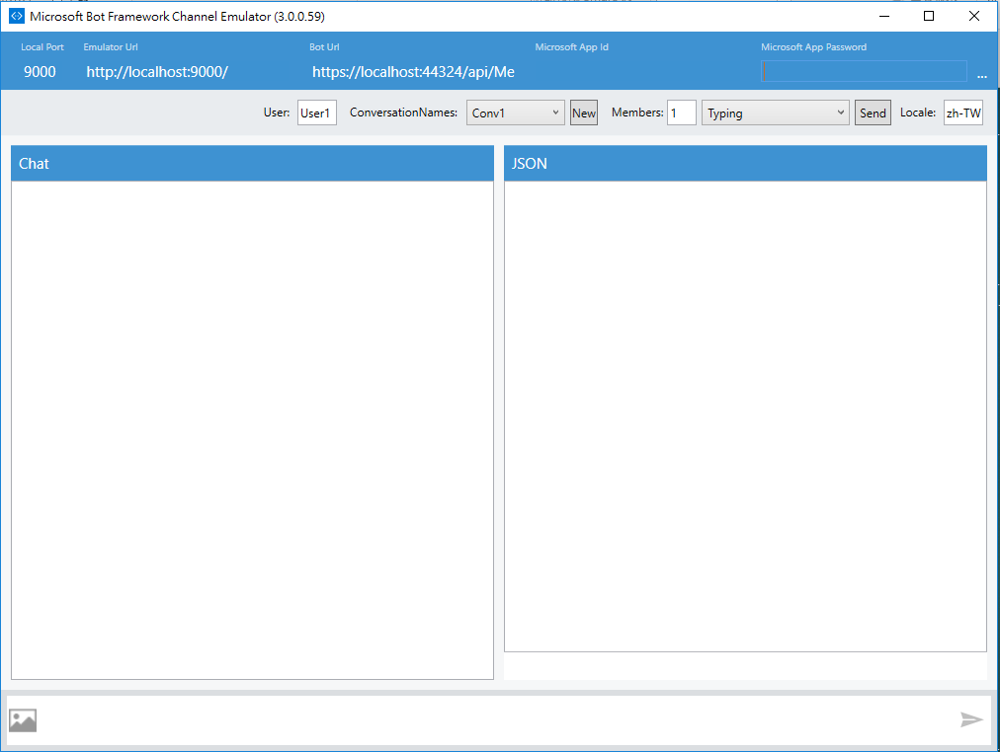 Microsoft Bot Framework Channel Emulator (3.0.0.59)
Local Port Emulator Url Bot Url Microsoft App Id Microsoft App Password
9000 http://localhost:9000/ https://localhost:44324/api/Me ...
User: User1 ConversationNames: Conv1 New Members: 1 Typing Send Locale: zh-TW
Chat JSON